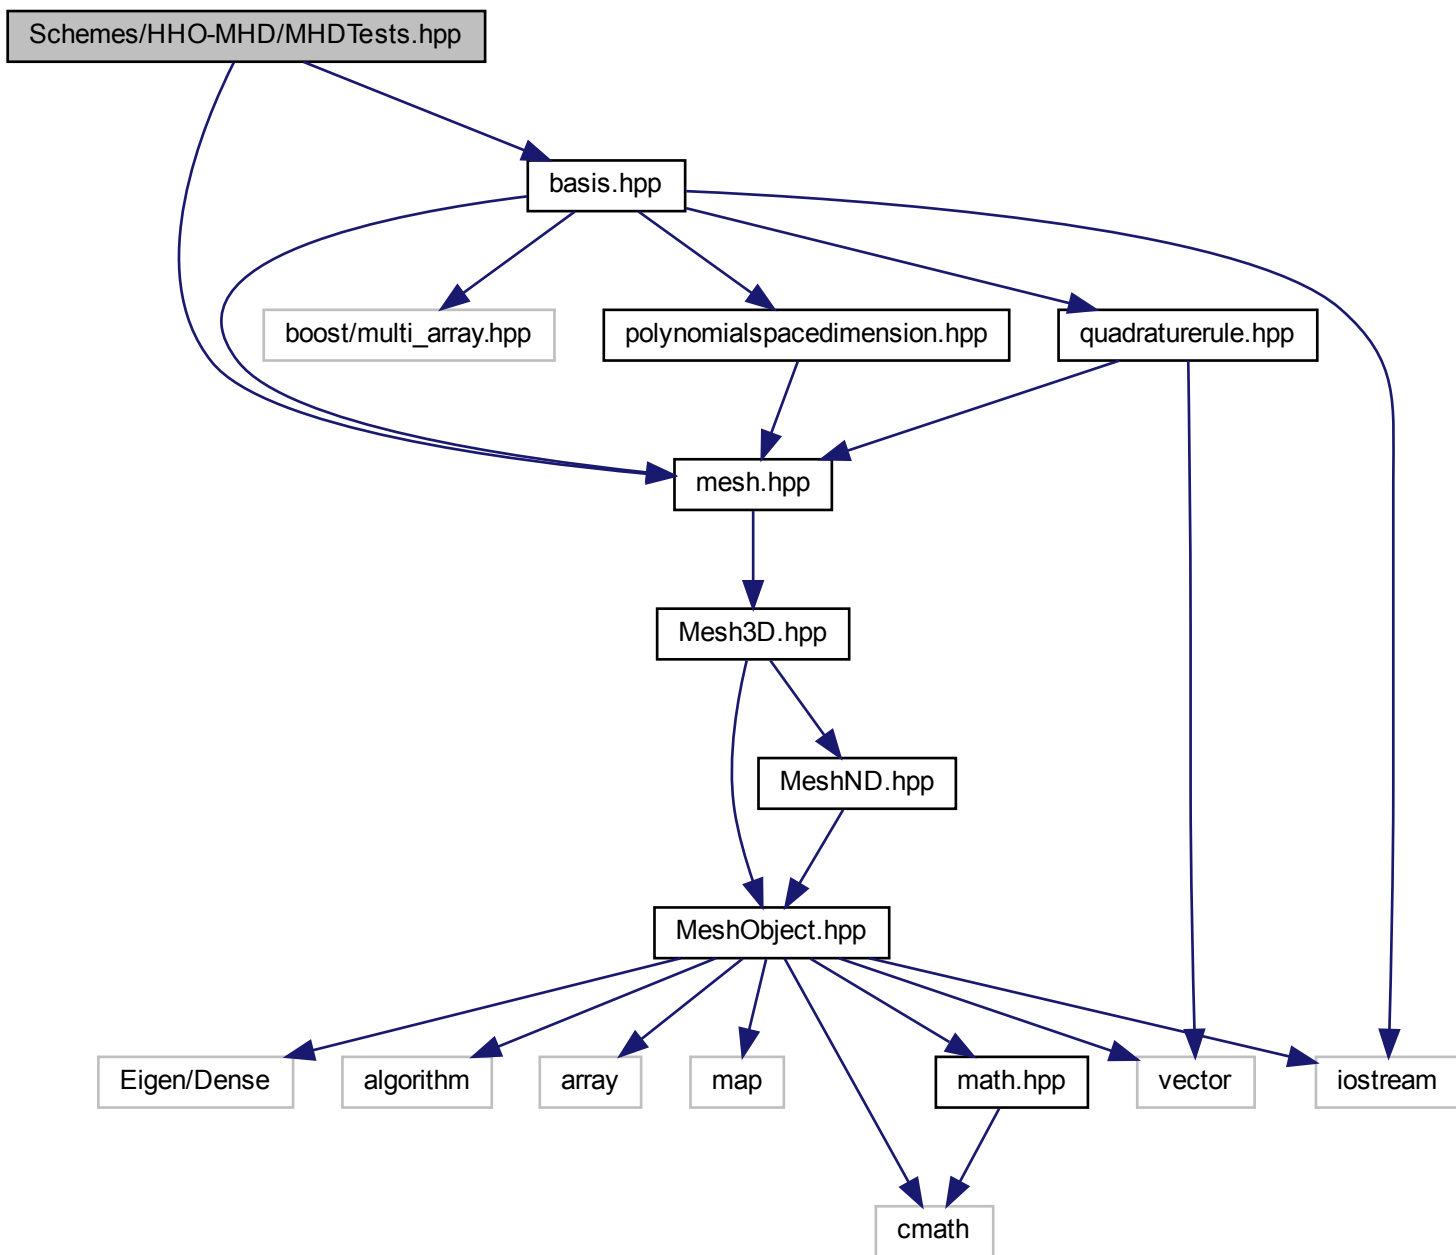 Schemes/HHO-MHD/MHDTests.hpp
basis.hpp
boost/multi_array.hpp
polynomialspacedimension.hpp
quadraturerule.hpp
mesh.hpp
Mesh3D.hpp
MeshND.hpp
MeshObject.hpp
Eigen/Dense
algorithm
array
map
math.hpp
vector
iostream
cmath